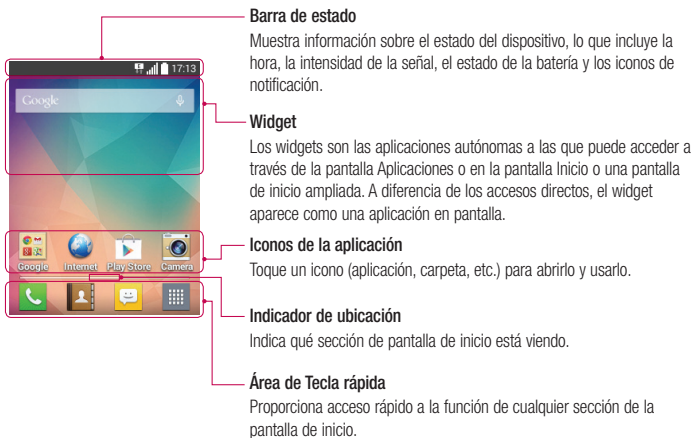 Barra de estado
Muestra información sobre el estado del dispositivo, lo que incluye la
hora, la intensidad de la señal, el estado de la batería y los iconos de
notificación.
17:13
Google
Widget
Los widgets son las aplicaciones autónomas a las que puede acceder a
través de la pantalla Aplicaciones o en la pantalla Inicio o una pantalla
de inicio ampliada. A diferencia de los accesos directos, el widget
aparece como una aplicación en pantalla.
Iconos de la aplicación
Toque un icono (aplicación, carpeta, etc.) para abrirlo y usarlo.
Google Internet Play Store Camera
Indicador de ubicación
Indica qué sección de pantalla de inicio está viendo.
Área de Tecla rápida
Proporciona acceso rápido a la función de cualquier sección de la
pantalla de inicio.